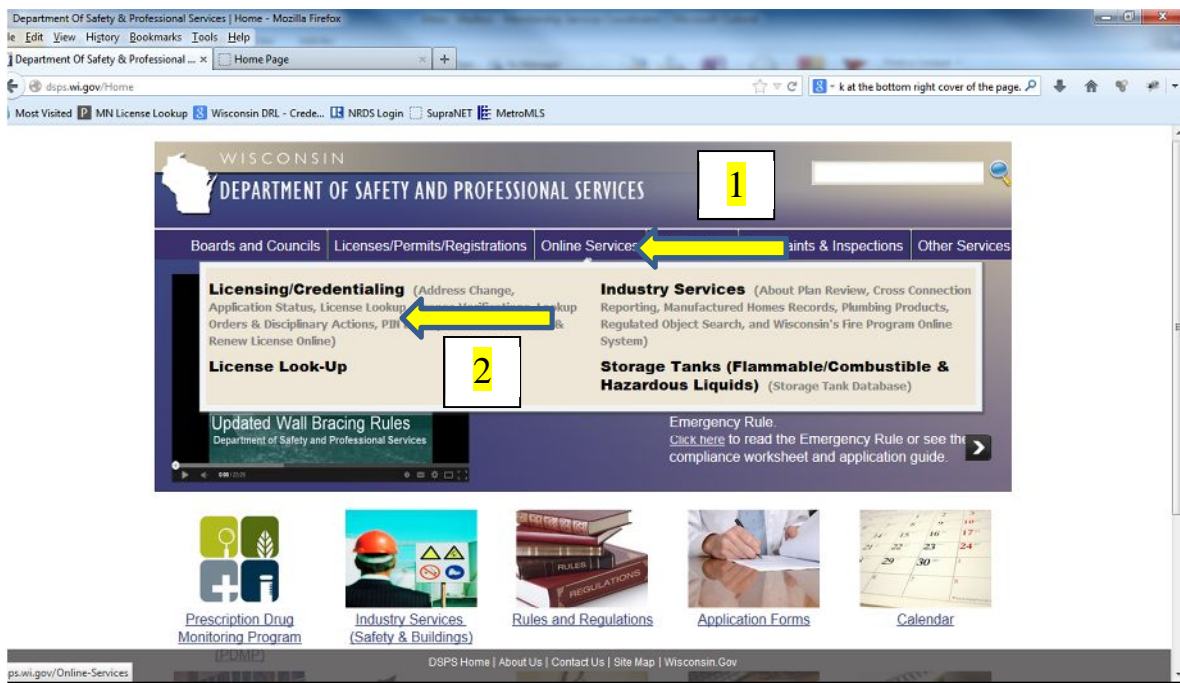 Department Of Safety & Professional Services | Home - Mozilla Firefox
le Edit View History Bookmarks Tools Help
Department Of Safety & Professional ... × Home Page × +
dsps.wi.gov/Home k at the bottom right cover of the page.
Most Visited MN License Lookup Wisconsin DRL - Crede... NRDS Login SupraNET MetroMLS
WISCONSIN
DEPARTMENT OF SAFETY AND PROFESSIONAL SERVICES
1
Boards and Councils Licenses/Permits/Registrations Online Services aints & Inspections Other Services
Licensing/Credentialing (Address Change,
Application Status, License Lookup, Lookup
Orders & Disciplinary Actions, PIN &
Renew License Online)
License Look-Up
2
Industry Services (About Plan Review, Cross Connection
Reporting, Manufactured Homes Records, Plumbing Products,
Regulated Object Search, and Wisconsin's Fire Program Online
System)
Storage Tanks (Flammable/Combustible &
Hazardous Liquids) (Storage Tank Database)
Updated Wall Bracing Rules
Department of Safety and Professional Services
Emergency Rule.
Click here to read the Emergency Rule or see the
compliance worksheet and application guide.
RULES
REGULATIONS
Prescription Drug
Monitoring Program
(PDMP)
Industry Services
(Safety & Buildings)
Rules and Regulations
Application Forms
Calendar
DSPS Home | About Us | Contact Us | Site Map | Wisconsin.Gov
ps.wi.gov/Online-Services